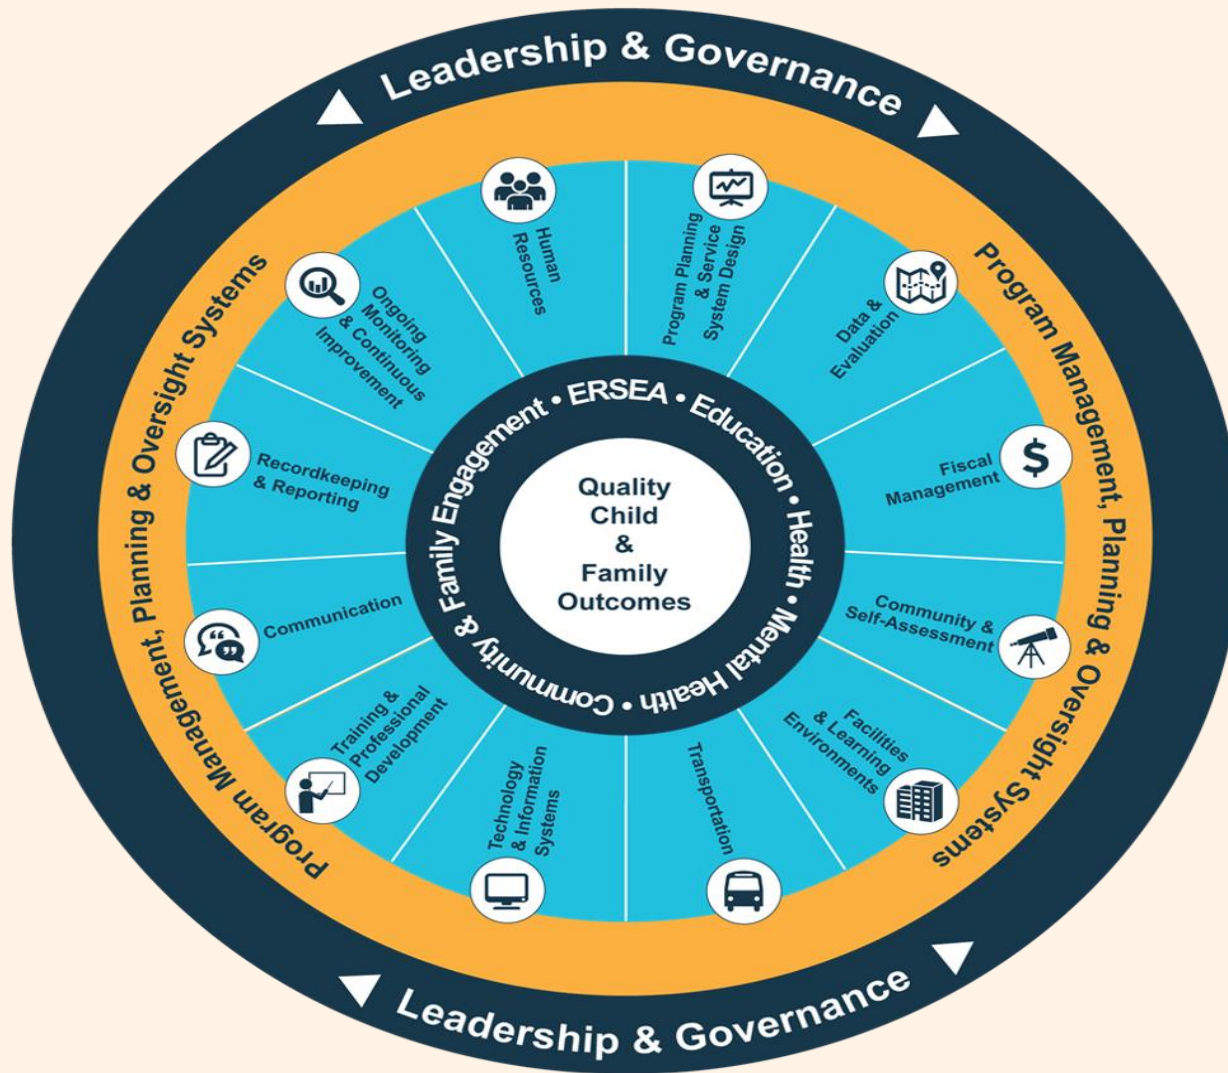 Leadership & Governance
Program Management, Planning & Oversight Systems
Program Management, Planning & Oversight Systems
Program Planning
& Service
System Design
Data &
Evaluation
Fiscal
Management
$
Community &
Self-Assessment
Facilities
& Learning
Environments
Transportation
Technology
& Information
Systems
Training &
Professional
Development
Communication
Recordkeeping
& Reporting
Ongoing
Monitoring
& Continuous
Improvement
Human
Resources
ERSEA • Education • Health • Mental Health • Community & Family Engagement •
Quality
Child
&
Family
Outcomes
Leadership & Governance